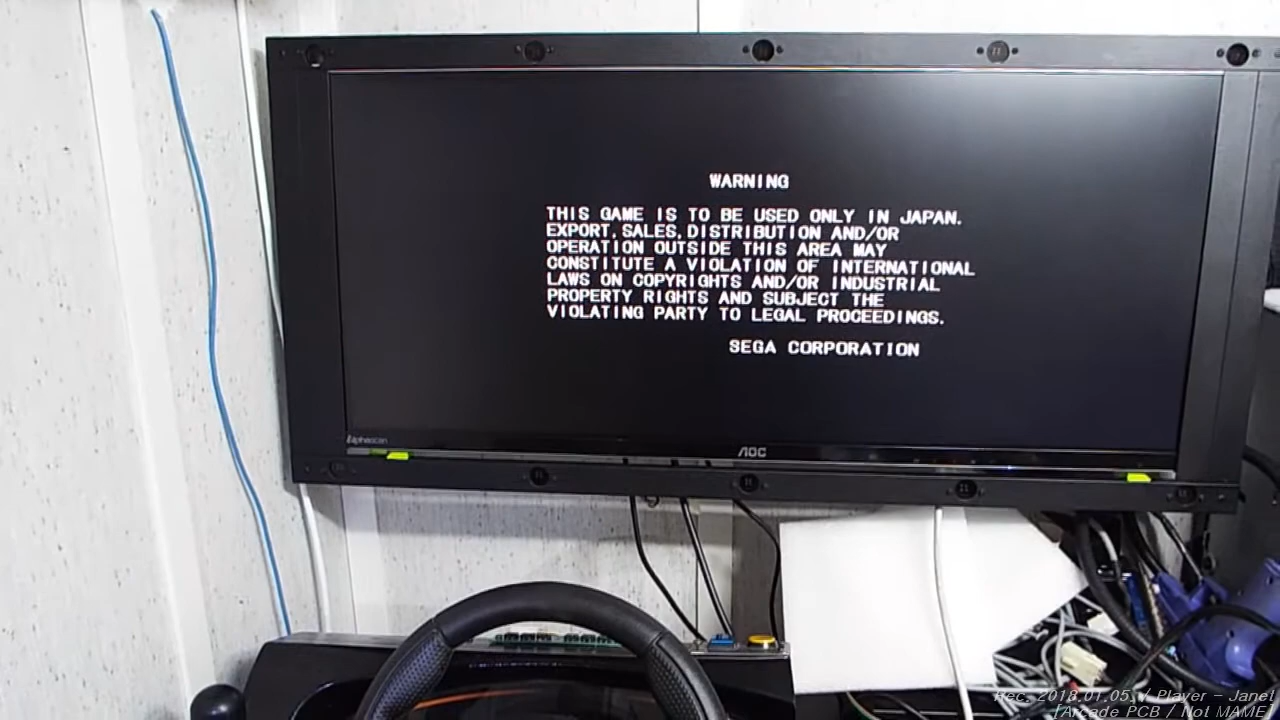 WARNING
THIS GAME IS TO BE USED ONLY IN JAPAN.
EXPORT, SALES, DISTRIBUTION AND/OR
OPERATION OUTSIDE THIS AREA MAY
CONSTITUTE A VIOLATION OF INTERNATIONAL
LAWS ON COPYRIGHTS AND/OR INDUSTRIAL
PROPERTY RIGHTS AND SUBJECT THE
VIOLATING PARTY TO LEGAL PROCEEDINGS.
SEGA CORPORATION
Alphascan
AOC
Rec. 2018.01.05. / Player - Janet
[Arcade PCB / Not MAME]